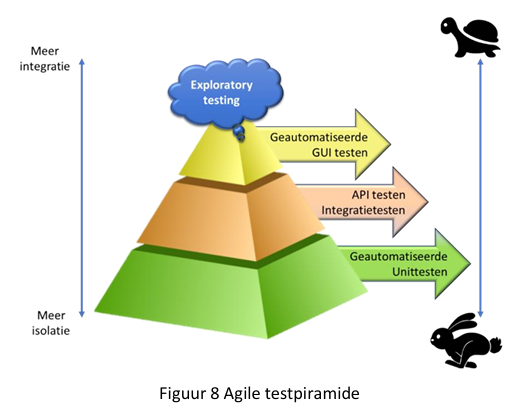 Meer
integratie
Exploratory
testing
Geautomatiseerde
GUI testen
API testen
Integratietesten
Geautomatiseerde
Unittesten
Meer
isolatie
Figuur 8 Agile testpiramide